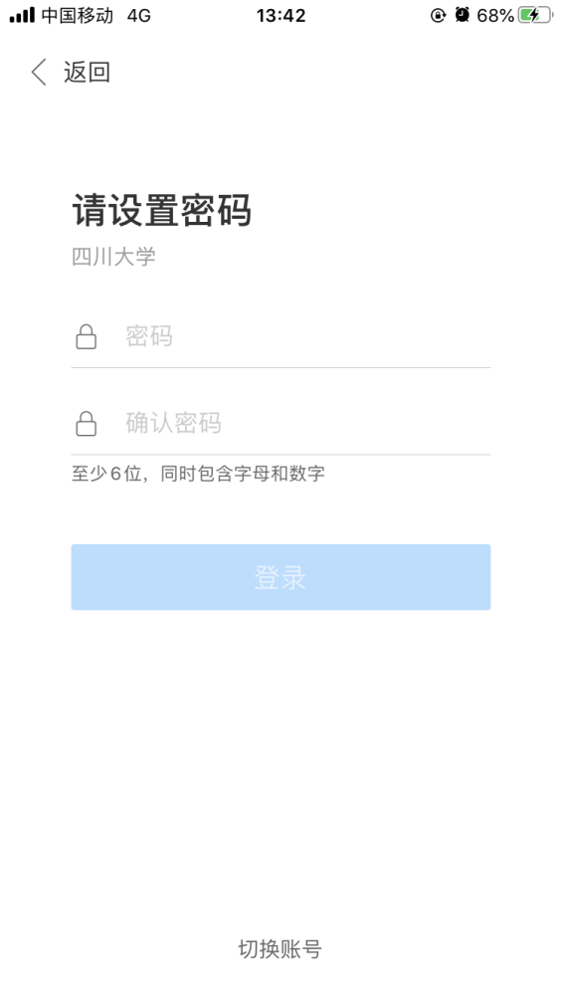 中国移动 4G 13:42 68%
返回
请设置密码
四川大学
密码
确认密码
至少6位，同时包含字母和数字
登录
切换账号